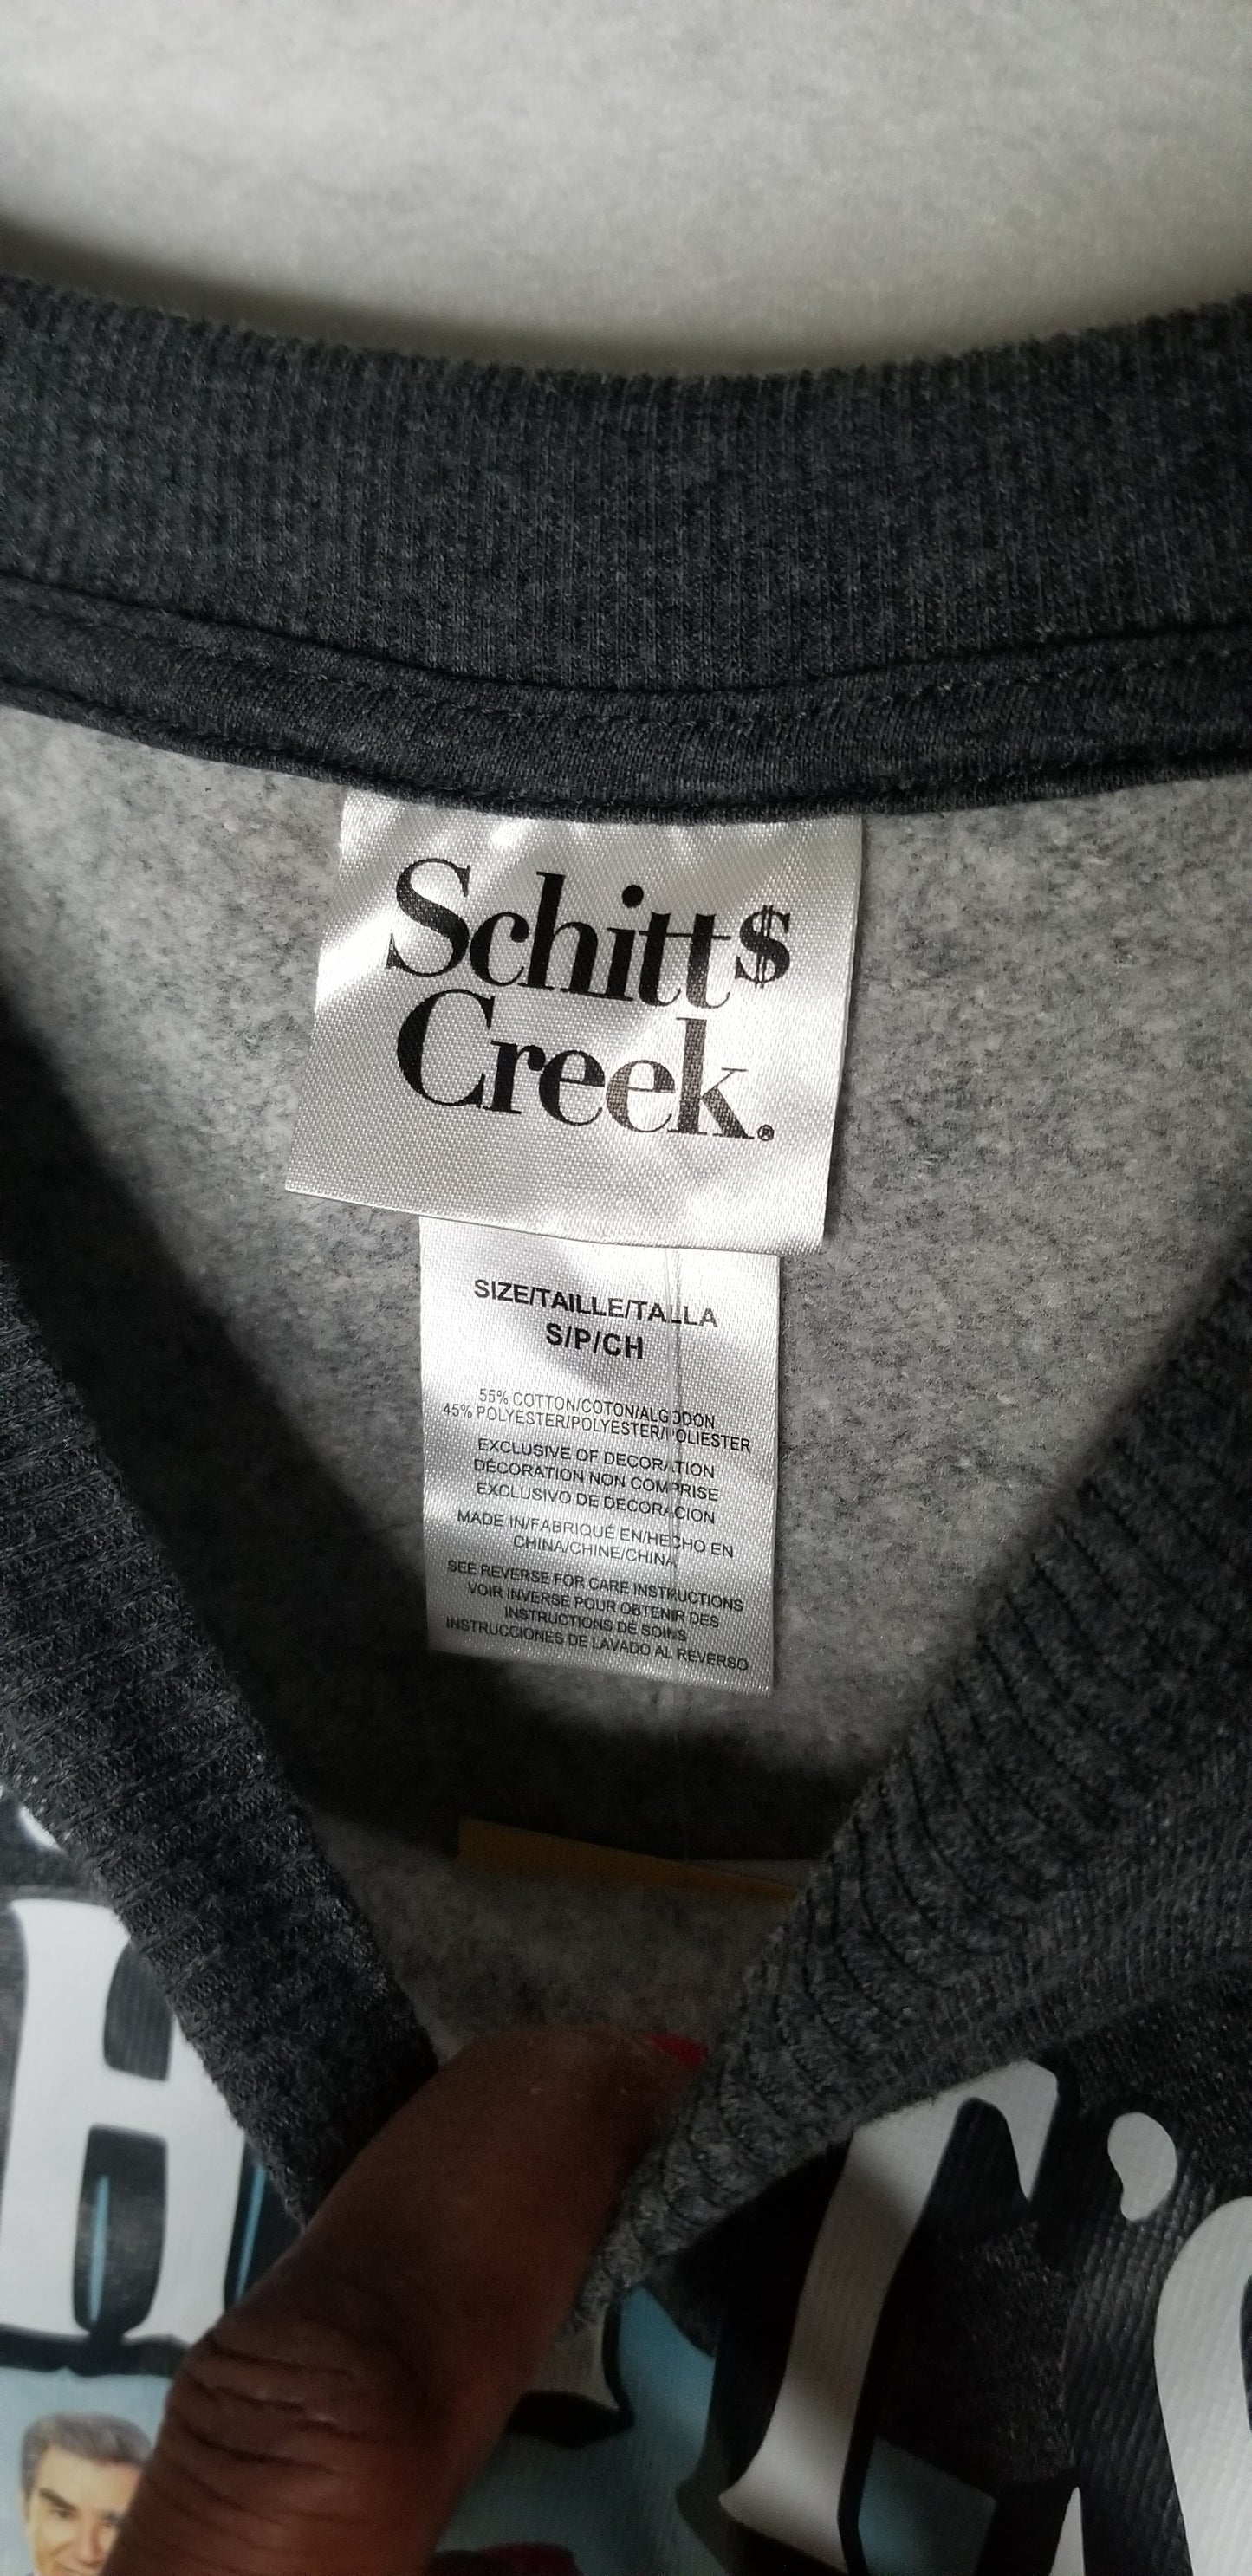 Schitt$
Creek.®
SIZE/TAILLE/TALLA
S/P/CH
55% COTTON/COTON/ALGODON
45% POLYESTER/POLYESTER/POLIESTER
EXCLUSIVE OF DECORATION
DÉCORATION NON COMPRISE
EXCLUSIVO DE DECORACION
MADE IN/FABRIQUÉ EN/HECHO EN
CHINA/CHINE/CHINA
SEE REVERSE FOR CARE INSTRUCTIONS
VOIR INVERSE POUR OBTENIR DES
INSTRUCTIONS DE SOINS
INSTRUCCIONES DE LAVADO AL REVERSO